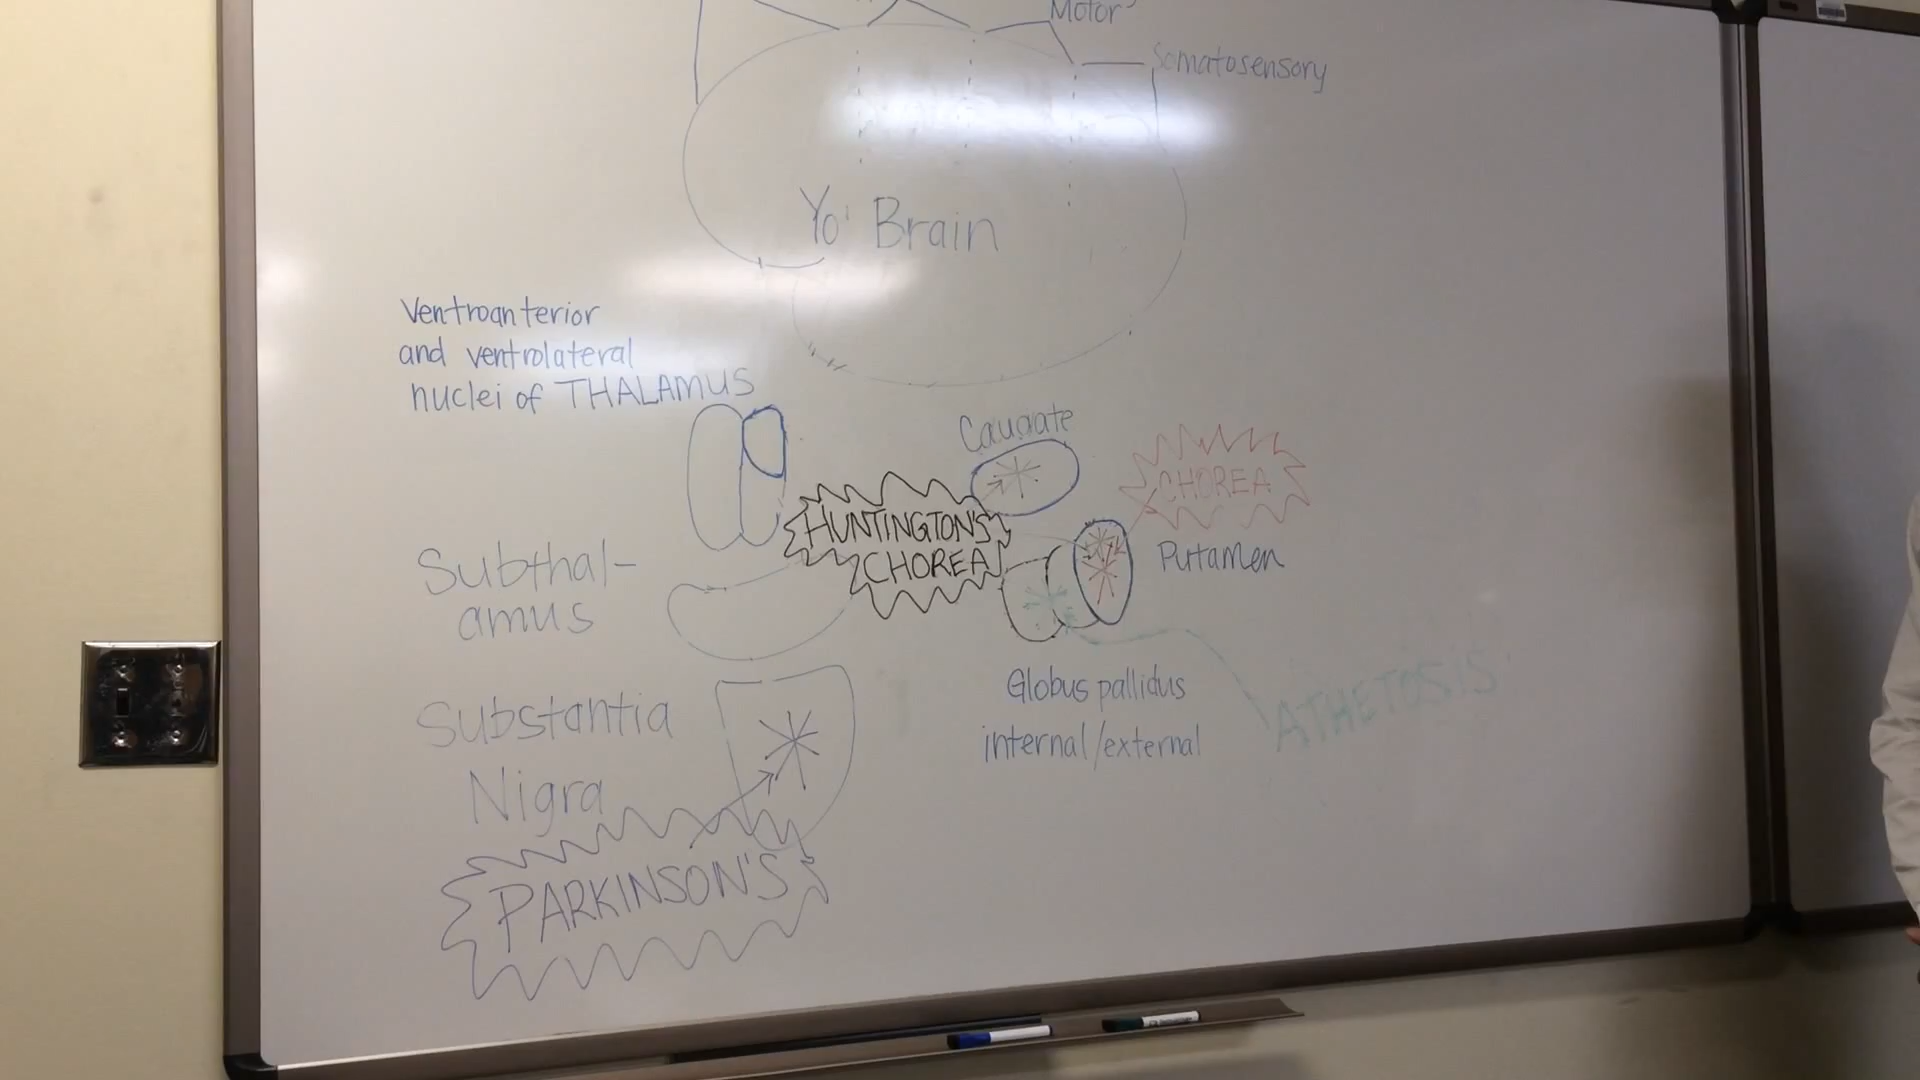 Motor
Somatosensory
Yo' Brain
Ventroanterior
and ventrolateral
nuclei of THALAMUS
Caudate
CHOREA
HUNTINGTON'S
CHOREA
Putamen
Subthal-
amus
Globus pallidus
internal/external
ATHETOSIS
Substantia
Nigra
PARKINSON'S